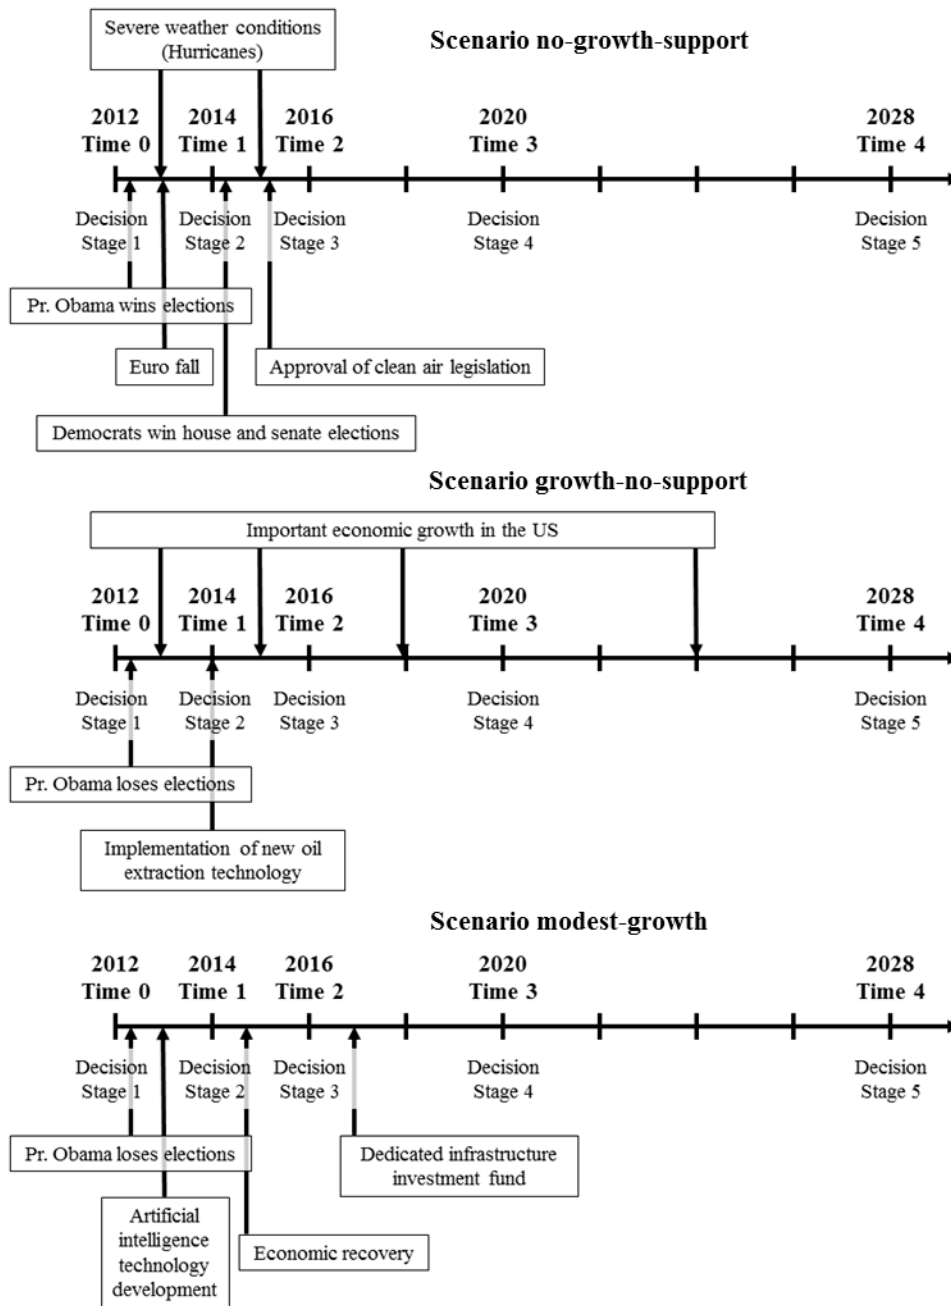 Severe weather conditions
(Hurricanes)
Scenario no-growth-support
2012 2014 2016 2020 2028
Time 0 Time 1 Time 2 Time 3 Time 4
Decision Decision Decision Decision Decision
Stage 1 Stage 2 Stage 3 Stage 4 Stage 5
Pr. Obama wins elections
Euro fall
Approval of clean air legislation
Democrats win house and senate elections
Scenario growth-no-support
Important economic growth in the US
2012 2014 2016 2020 2028
Time 0 Time 1 Time 2 Time 3 Time 4
Decision Decision Decision Decision Decision
Stage 1 Stage 2 Stage 3 Stage 4 Stage 5
Pr. Obama loses elections
Implementation of new oil
extraction technology
Scenario modest-growth
2012 2014 2016 2020 2028
Time 0 Time 1 Time 2 Time 3 Time 4
Decision Decision Decision Decision Decision
Stage 1 Stage 2 Stage 3 Stage 4 Stage 5
Pr. Obama loses elections
Dedicated infrastructure
investment fund
Artificial
intelligence
technology
development
Economic recovery